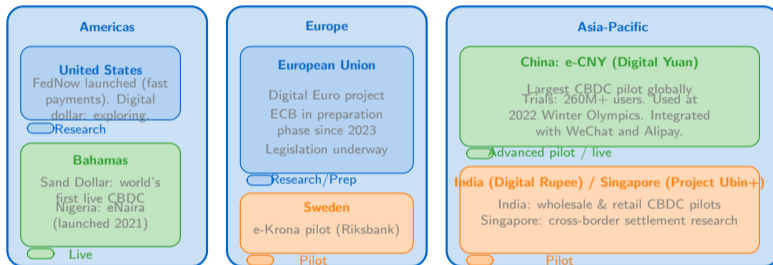 Americas
United States
FedNow launched (fast
payments). Digital
dollar: exploring.
Research
Bahamas
Sand Dollar: world's
first live CBDC
Nigeria: eNaira
(launched 2021)
Live
Europe
European Union
Digital Euro project
ECB in preparation
phase since 2023
Legislation underway
Research/Prep
Sweden
e-Krona pilot (Riksbank)
Pilot
Asia-Pacific
China: e-CNY (Digital Yuan)
Largest CBDC pilot globally
Trials: 260M+ users. Used at
2022 Winter Olympics. Integrated
with WeChat and Alipay.
Advanced pilot / live
India (Digital Rupee) / Singapore (Project Ubin+)
India: wholesale & retail CBDC pilots
Singapore: cross-border settlement research
Pilot